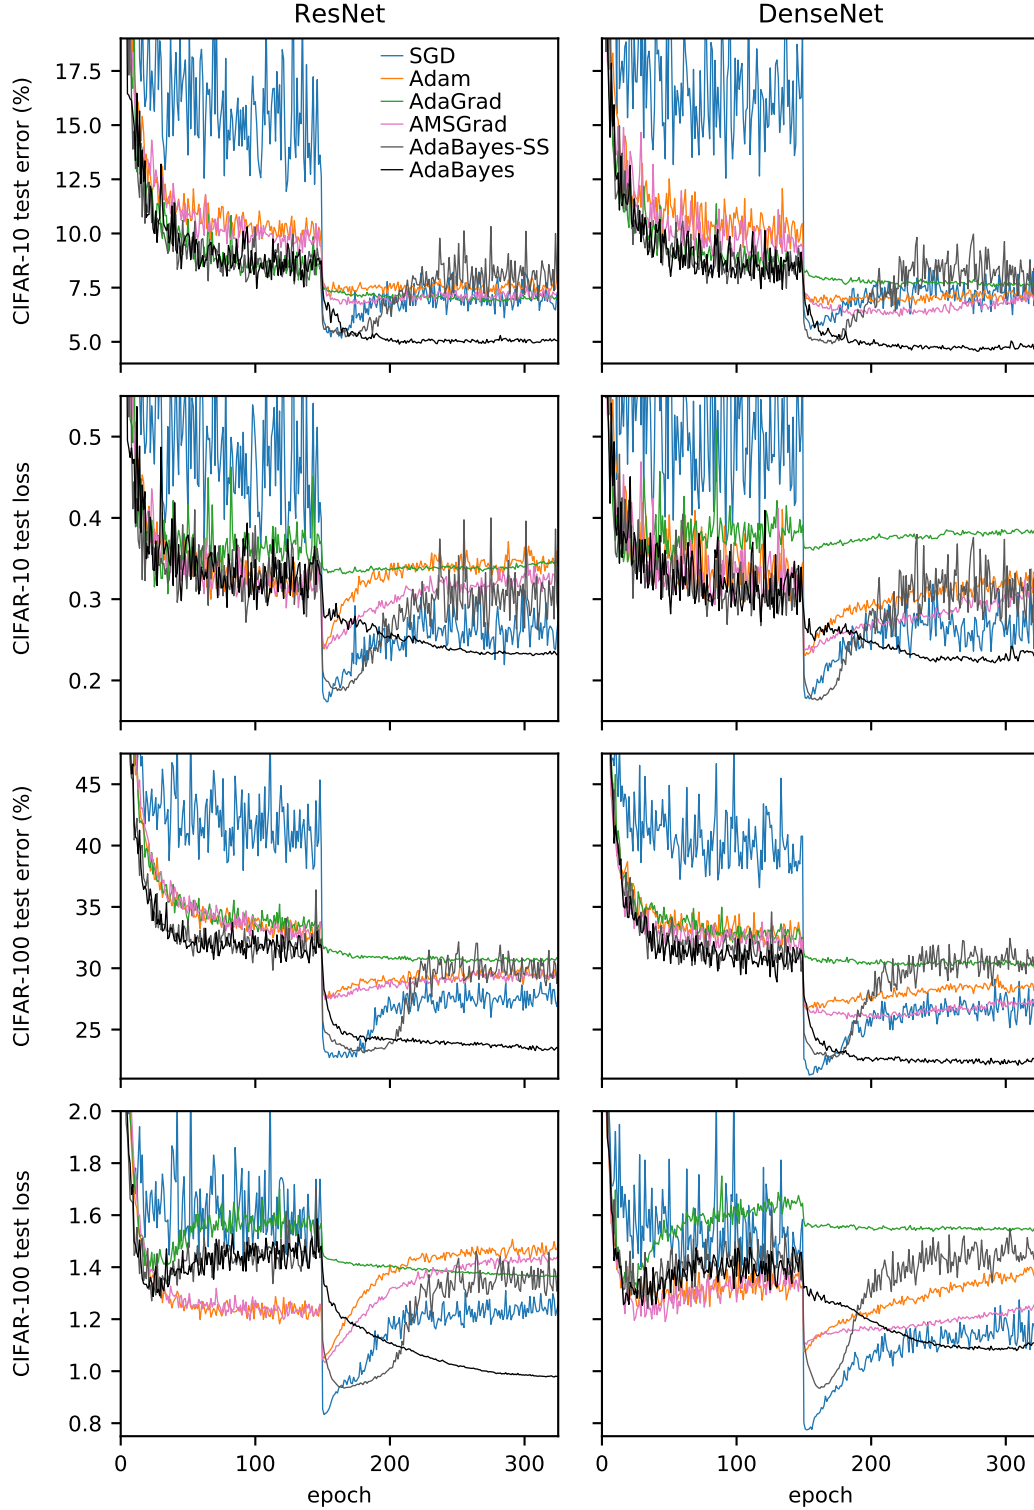 ResNet
DenseNet
CIFAR-10 test error (%)
17.5
15.0
12.5
10.0
7.5
5.0
SGD
Adam
AdaGrad
AMSGrad
AdaBayes-SS
AdaBayes
CIFAR-10 test loss
0.5
0.4
0.3
0.2
CIFAR-100 test error (%)
45
40
35
30
25
CIFAR-100 test loss
2.0
1.8
1.6
1.4
1.2
1.0
0.8
0 100 200 300
0 100 200 300
epoch
epoch